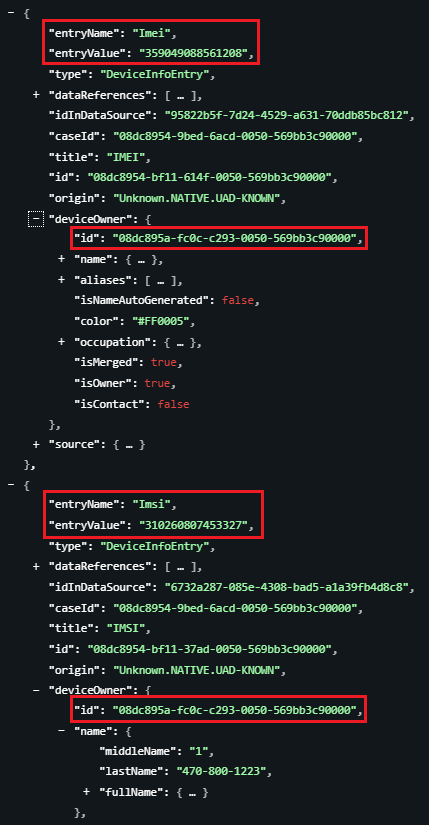 − {
"entryName": "Imei",
"entryValue": "359049088561208",
"type": "DeviceInfoEntry",
+ "dataReferences": [ … ],
"idInDataSource": "95822b5f-7d24-4529-a631-70ddb85bc812",
"caseId": "08dc8954-9bed-6acd-0050-569bb3c90000",
"title": "IMEI",
"id": "08dc8954-bf11-614f-0050-569bb3c90000",
"origin": "Unknown.NATIVE.UAD-KNOWN",
− "deviceOwner": {
"id": "08dc895a-fc0c-c293-0050-569bb3c90000",
+ "name": { … },
+ "aliases": [ … ],
"isNameAutoGenerated": false,
"color": "#FF0005",
+ "occupation": { … },
"isMerged": true,
"isOwner": true,
"isContact": false
},
+ "source": { … }
},
− {
"entryName": "Imsi",
"entryValue": "310260807453327",
"type": "DeviceInfoEntry",
+ "dataReferences": [ … ],
"idInDataSource": "6732a287-085e-4308-bad5-a1a39fb4d8c8",
"caseId": "08dc8954-9bed-6acd-0050-569bb3c90000",
"title": "IMSI",
"id": "08dc8954-bf11-37ad-0050-569bb3c90000",
"origin": "Unknown.NATIVE.UAD-KNOWN",
− "deviceOwner": {
"id": "08dc895a-fc0c-c293-0050-569bb3c90000",
− "name": {
"middleName": "1",
"lastName": "470-800-1223",
+ "fullName": { … }
},